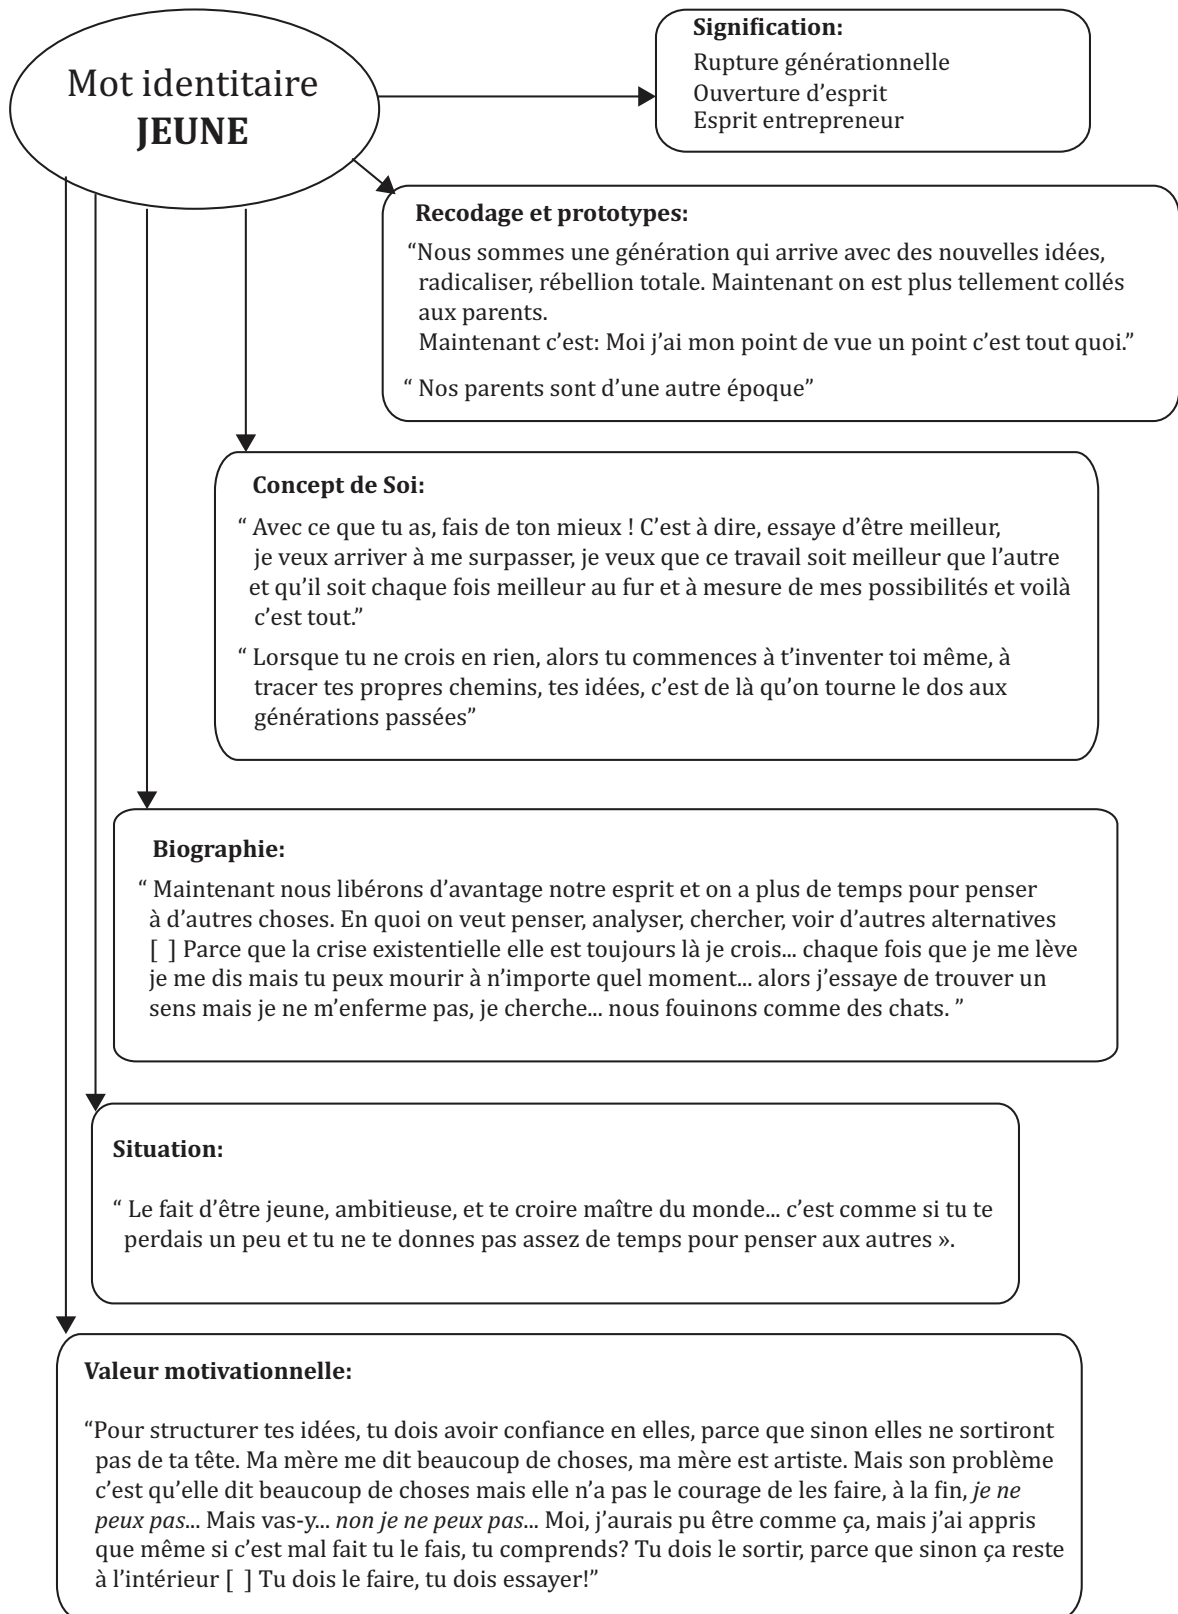 Mot identitaire
JEUNE
Signification:
Rupture générationnelle
Ouverture d’esprit
Esprit entrepreneur
Recodage et prototypes:
“Nous sommes une génération qui arrive avec des nouvelles idées,
radicaliser, rébellion totale. Maintenant on est plus tellement collés
aux parents.
Maintenant c’est: Moi j’ai mon point de vue un point c’est tout quoi.”
“ Nos parents sont d’une autre époque”
Concept de Soi:
“ Avec ce que tu as, fais de ton mieux ! C’est à dire, essaye d’être meilleur,
je veux arriver à me surpasser, je veux que ce travail soit meilleur que l’autre
et qu’il soit chaque fois meilleur au fur et à mesure de mes possibilités et voilà
c’est tout.”
“ Lorsque tu ne crois en rien, alors tu commences à t’inventer toi même, à
tracer tes propres chemins, tes idées, c’est de là qu’on tourne le dos aux
générations passées”
Biographie:
“ Maintenant nous libérons d’avantage notre esprit et on a plus de temps pour penser
à d’autres choses. En quoi on veut penser, analyser, chercher, voir d’autres alternatives
[ ] Parce que la crise existentielle elle est toujours là je crois... chaque fois que je me lève
je me dis mais tu peux mourir à n’importe quel moment... alors j’essaye de trouver un
sens mais je ne m’enferme pas, je cherche... nous fouinons comme des chats. ”
Situation:
“ Le fait d’être jeune, ambitieuse, et te croire maître du monde... c’est comme si tu te
perdais un peu et tu ne te donnes pas assez de temps pour penser aux autres ».
Valeur motivationnelle:
“Pour structurer tes idées, tu dois avoir confiance en elles, parce que sinon elles ne sortiront
pas de ta tête. Ma mère me dit beaucoup de choses, ma mère est artiste. Mais son problème
c’est qu’elle dit beaucoup de choses mais elle n’a pas le courage de les faire, à la fin, je ne
peux pas... Mais vas-y... non je ne peux pas... Moi, j’aurais pu être comme ça, mais j’ai appris
que même si c’est mal fait tu le fais, tu comprends? Tu dois le sortir, parce que sinon ça reste
à l’intérieur [ ] Tu dois le faire, tu dois essayer!”